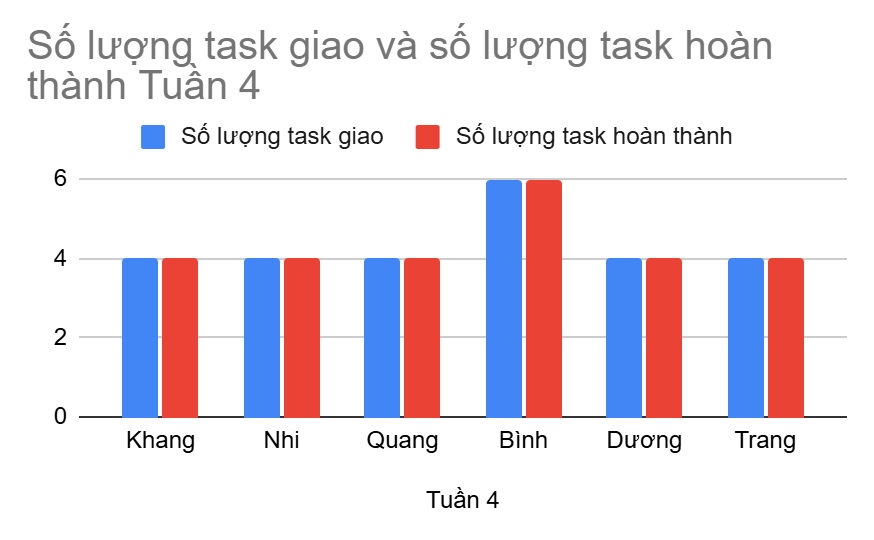 Số lượng task giao và số lượng task hoàn
thành Tuần 4
Số lượng task giao Số lượng task hoàn thành
6
4
2
0
Khang Nhi Quang Bình Dương Trang
Tuần 4